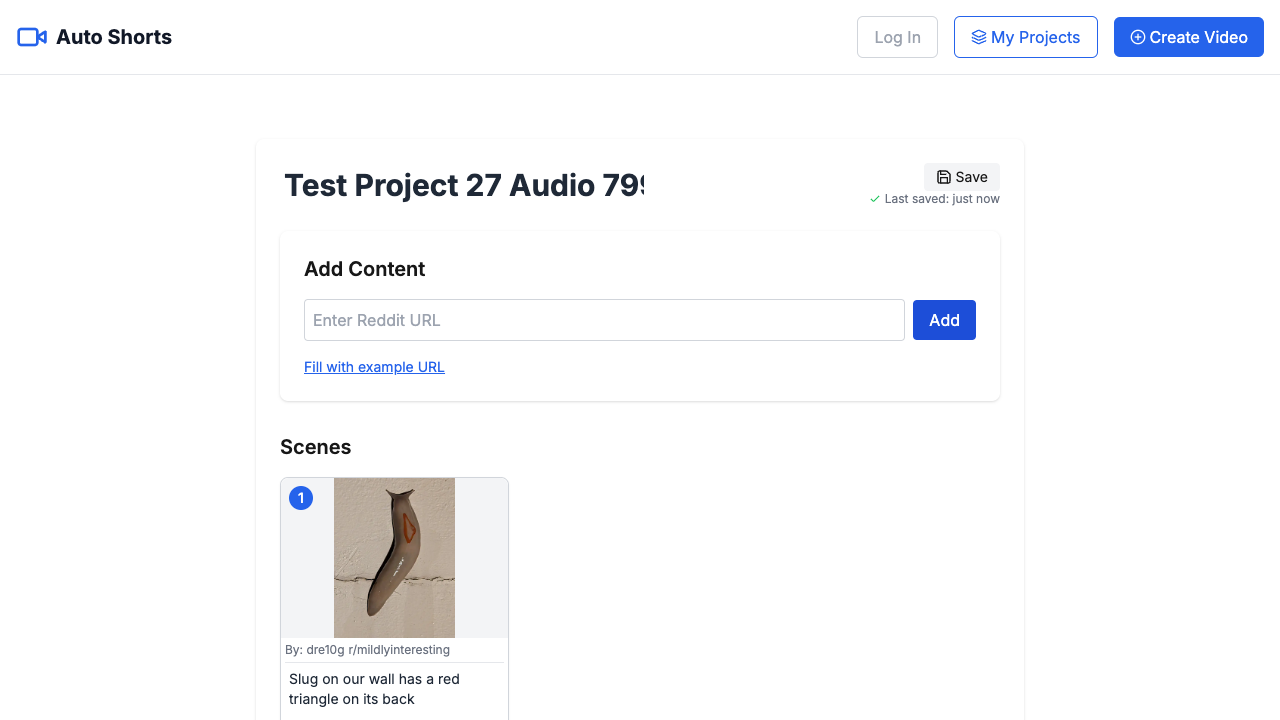 Auto Shorts
Log In
My Projects
Create Video
Test Project 27 Audio 79
Save
Last saved: just now
Add Content
Enter Reddit URL
Add
Fill with example URL
Scenes
1
By: dre10g r/mildlyinteresting
Slug on our wall has a red
triangle on its back